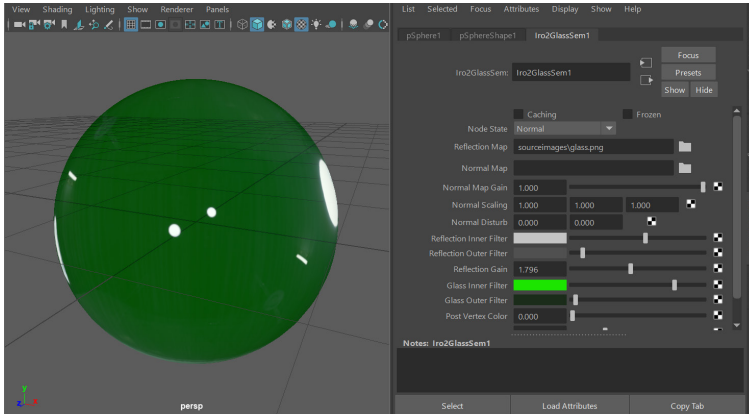 View Shading Lighting Show Renderer Panels
List Selected Focus Attributes Display Show Help
pSphere1 pSphereShape1 Iro2GlassSem1
Iro2GlassSem: Iro2GlassSem1
Focus
Presets
Show Hide
Caching Frozen
Node State Normal
Reflection Map sourceimages\glass.png
Normal Map
Normal Map Gain 1.000
Normal Scaling 1.000 1.000 1.000
Normal Disturb 0.000 0.000
Reflection Inner Filter
Reflection Outer Filter
Reflection Gain 1.796
Glass Inner Filter
Glass Outer Filter
Post Vertex Color 0.000
Notes: Iro2GlassSem1
Select Load Attributes Copy Tab
y
z x
persp